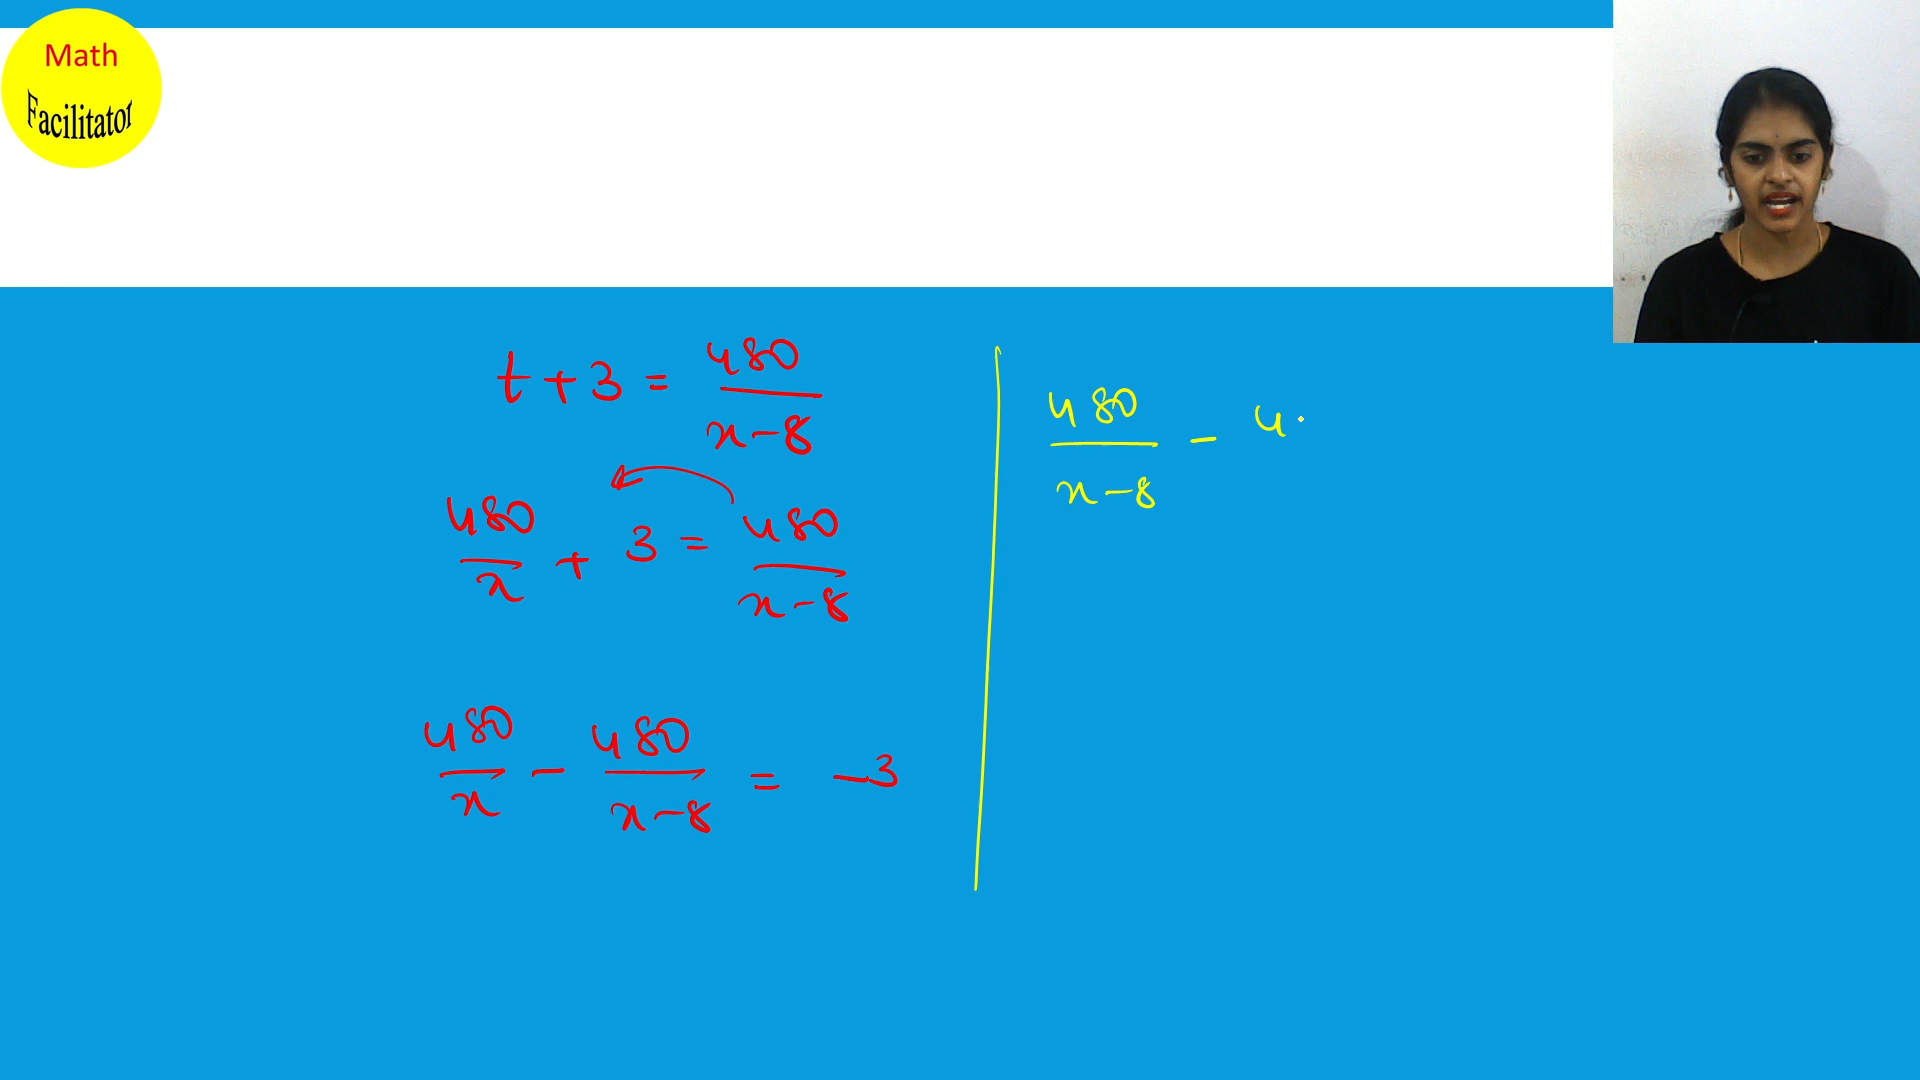 Math
Facilitator
t + 3 = 480/(x-8)
480/x + 3 = 480/(x-8)
480/x - 480/(x-8) = -3
480/(x-8) - 4